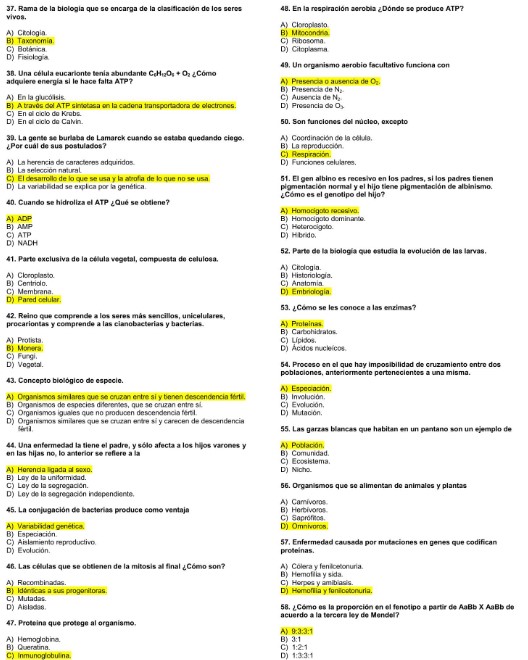 37. Rama de la biología que se encarga de la clasificación de los seres
vivos.
A) Citología.
B) Taxonomía.
C) Botánica.
D) Fisiología.
38. Una célula eucarionte tenía abundante C₆H₁₂O₆ + O₂ ¿Cómo
adquiere energía si le hace falta ATP?
A) En la glucólisis.
B) A través del ATP sintetasa en la cadena transportadora de electrones.
C) En el ciclo de Krebs.
D) En el ciclo de Calvin.
39. La gente se burlaba de Lamarck cuando se estaba quedando ciego.
¿Por cuál de sus postulados?
A) La herencia de caracteres adquiridos.
B) La selección natural.
C) El desarrollo de lo que se usa y la atrofia de lo que no se usa.
D) La variabilidad se explica por la genética.
40. Cuando se hidroliza el ATP ¿Qué se obtiene?
A) ADP
B) AMP
C) ATP
D) NADH
41. Parte exclusiva de la célula vegetal, compuesta de celulosa.
A) Cloroplasto.
B) Centriolo.
C) Membrana.
D) Pared celular.
42. Reino que comprende a los seres más sencillos, unicelulares,
procariontas y comprende a las cianobacterias y bacterias.
A) Protista.
B) Monera.
C) Fungi.
D) Vegetal.
43. Concepto biológico de especie.
A) Organismos similares que se cruzan entre sí y tienen descendencia fértil.
B) Organismos de especies diferentes, que se cruzan entre sí.
C) Organismos iguales que no producen descendencia fértil.
D) Organismos similares que se cruzan entre sí y carecen de descendencia
fértil.
44. Una enfermedad la tiene el padre, y sólo afecta a los hijos varones y
en las hijas no, lo anterior se refiere a la
A) Herencia ligada al sexo.
B) Ley de la uniformidad.
C) Ley de la segregación.
D) Ley de la segregación independiente.
45. La conjugación de bacterias produce como ventaja
A) Variabilidad genética.
B) Especiación.
C) Aislamiento reproductivo.
D) Evolución.
46. Las células que se obtienen de la mitosis al final ¿Cómo son?
A) Recombinadas.
B) Idénticas a sus progenitoras.
C) Mutadas.
D) Aisladas.
47. Proteína que protege al organismo.
A) Hemoglobina.
B) Queratina.
C) Inmunoglobulina.
48. En la respiración aerobia ¿Dónde se produce ATP?
A) Cloroplasto.
B) Mitocondria.
C) Ribosoma.
D) Citoplasma.
49. Un organismo aerobio facultativo funciona con
A) Presencia o ausencia de O₂.
B) Presencia de N₂.
C) Ausencia de N₂.
D) Presencia de O₃.
50. Son funciones del núcleo, excepto
A) Coordinación de la célula.
B) La reproducción.
C) Respiración.
D) Funciones celulares.
51. El gen albino es recesivo en los padres, si los padres tienen
pigmentación normal y el hijo tiene pigmentación de albinismo.
¿Cómo es el genotipo del hijo?
A) Homocigoto recesivo.
B) Homocigoto dominante.
C) Heterocigoto.
D) Híbrido.
52. Parte de la biología que estudia la evolución de las larvas.
A) Citología.
B) Historiología.
C) Anatomía.
D) Embriología.
53. ¿Cómo se les conoce a las enzimas?
A) Proteínas.
B) Carbohidratos.
C) Lípidos.
D) Ácidos nucleicos.
54. Proceso en el que hay imposibilidad de cruzamiento entre dos
poblaciones, anteriormente pertenecientes a una misma.
A) Especiación.
B) Involución.
C) Evolución.
D) Mutación.
55. Las garzas blancas que habitan en un pantano son un ejemplo de
A) Población.
B) Comunidad.
C) Ecosistema.
D) Nicho.
56. Organismos que se alimentan de animales y plantas
A) Carnívoros.
B) Herbívoros.
C) Saprófitos.
D) Omnívoros.
57. Enfermedad causada por mutaciones en genes que codifican
proteínas.
A) Cólera y fenilcetonuria.
B) Hemofilia y sida.
C) Herpes y amibiasis.
D) Hemofilia y fenilcetonuria.
58. ¿Cómo es la proporción en el fenotipo a partir de AaBb X AaBb de
acuerdo a la tercera ley de Mendel?
A) 9:3:3:1
B) 3:1
C) 1:2:1
D) 1:3:3:1